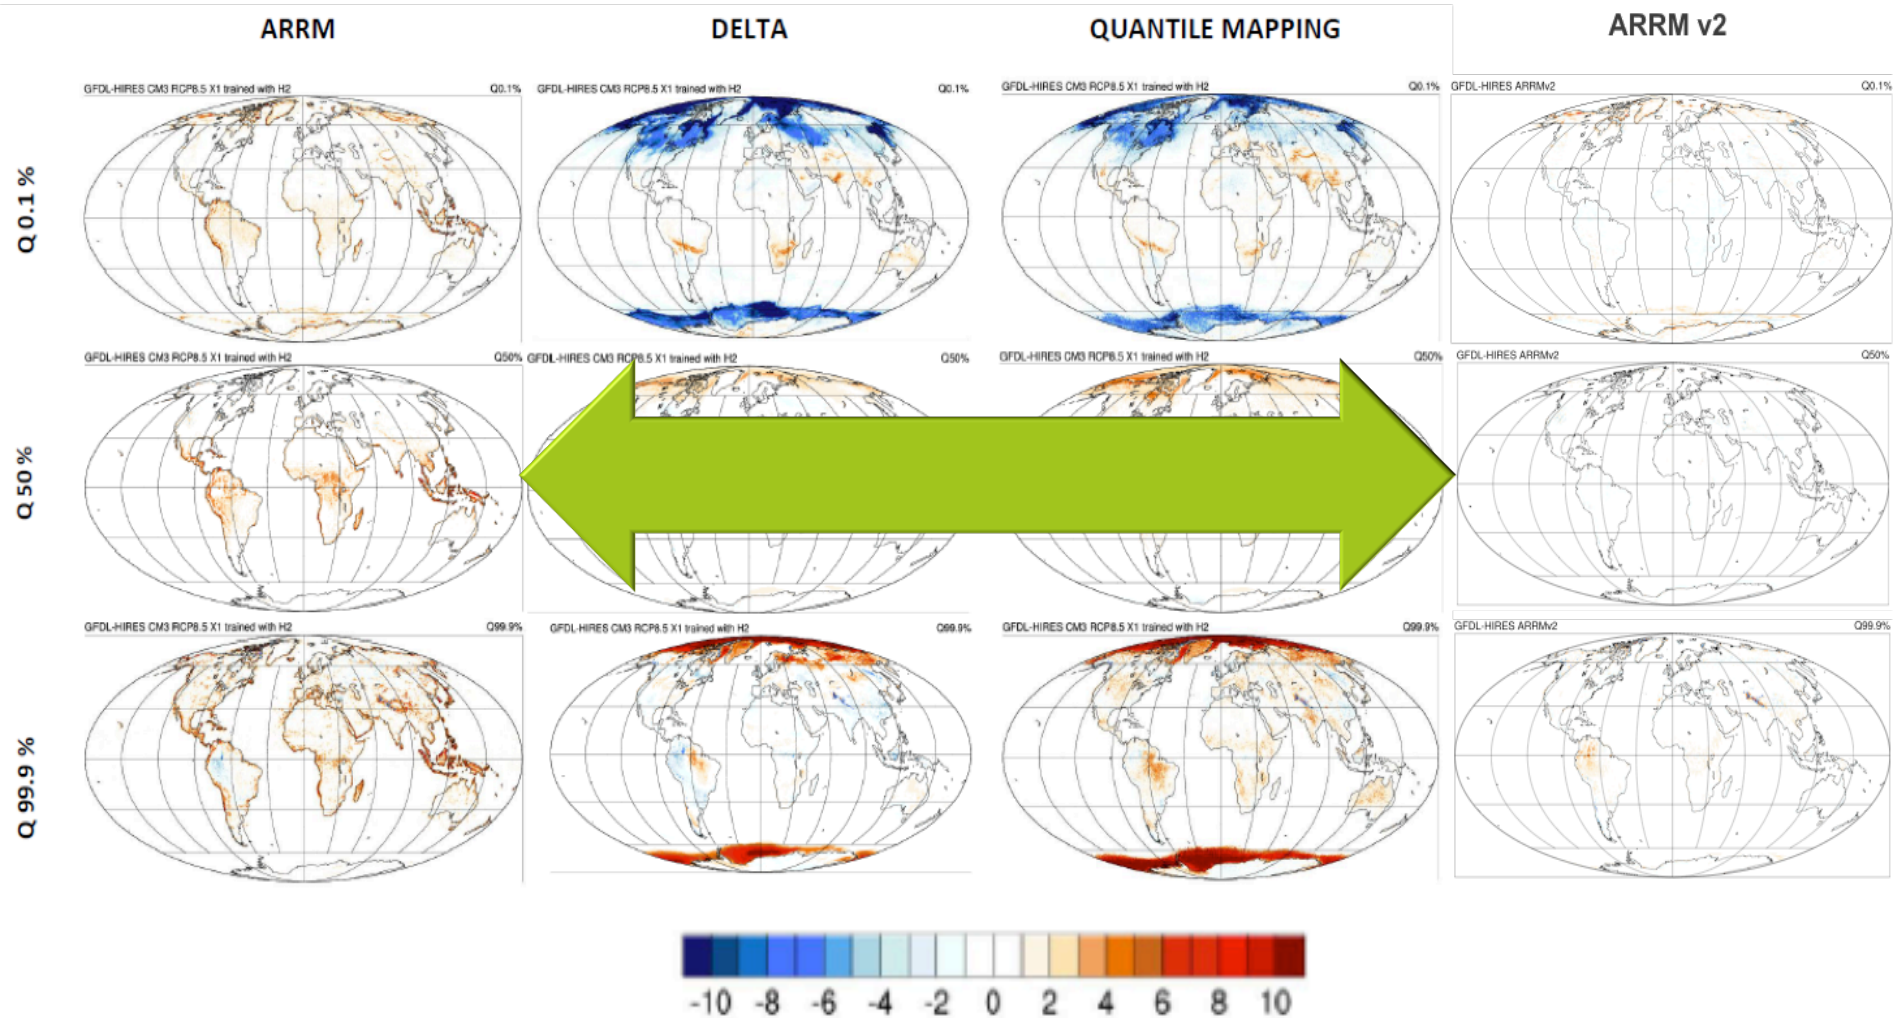 ARRM DELTA QUANTILE MAPPING ARRM v2
GFDL-HIRES CM3 RCP8.5 X1 trained with H2 Q0.1% GFDL-HIRES CM3 RCP8.5 X1 trained with H2 Q0.1% GFDL-HIRES CM3 RCP8.5 X1 trained with H2 Q0.1% GFDL-HIRES ARRMv2 Q0.1%
Q 0.1 %
GFDL-HIRES CM3 RCP8.5 X1 trained with H2 Q50% GFDL-HIRES CM3 RCP8.5 X1 trained with H2 Q50% GFDL-HIRES CM3 RCP8.5 X1 trained with H2 Q50% GFDL-HIRES ARRMv2 Q50%
Q 50 %
GFDL-HIRES CM3 RCP8.5 X1 trained with H2 Q99.9% GFDL-HIRES CM3 RCP8.5 X1 trained with H2 Q99.9% GFDL-HIRES CM3 RCP8.5 X1 trained with H2 Q99.9% GFDL-HIRES ARRMv2 Q99.9%
Q 99.9 %
-10 -8 -6 -4 -2 0 2 4 6 8 10